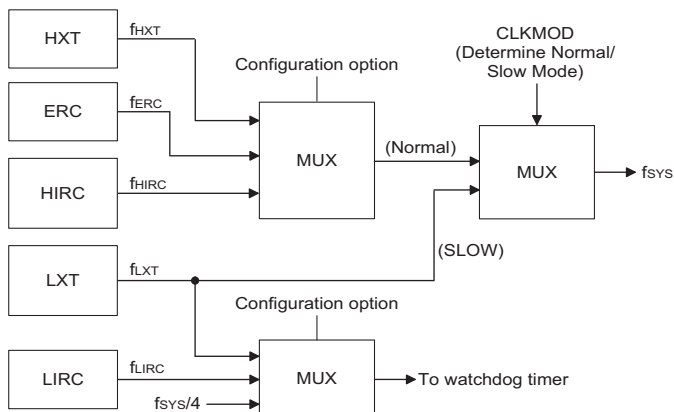 HXT
fHXT
CLKMOD
(Determine Normal/
Slow Mode)
Configuration option
ERC
fERC
MUX
(Normal)
MUX
fSYS
HIRC
fHIRC
LXT
fLXT
(SLOW)
Configuration option
LIRC
fLIRC
MUX
To watchdog timer
fSYS/4